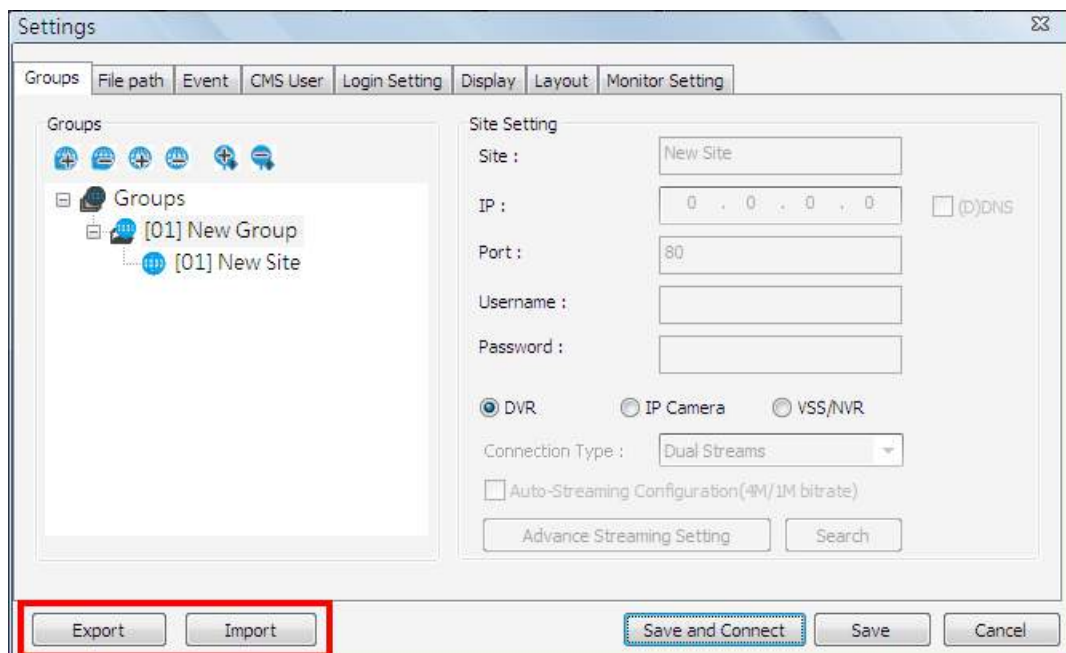 Settings
Groups File path Event CMS User Login Setting Display Layout Monitor Setting
Groups
Groups
[01] New Group
[01] New Site
Site Setting
Site : New Site
IP : 0 . 0 . 0 . 0 (D)DNS
Port : 80
Username :
Password :
DVR IP Camera VSS/NVR
Connection Type : Dual Streams
Auto-Streaming Configuration(4M/1M bitrate)
Advance Streaming Setting Search
Export Import Save and Connect Save Cancel